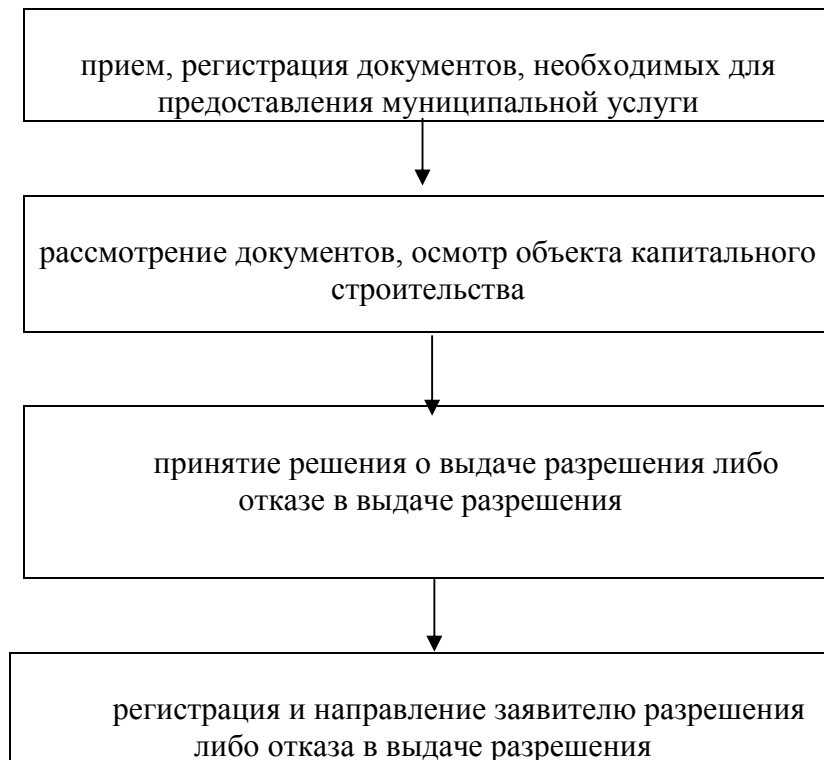 прием, регистрация документов, необходимых для
предоставления муниципальной услуги
рассмотрение документов, осмотр объекта капитального
строительства
принятие решения о выдаче разрешения либо
отказе в выдаче разрешения
регистрация и направление заявителю разрешения
либо отказа в выдаче разрешения